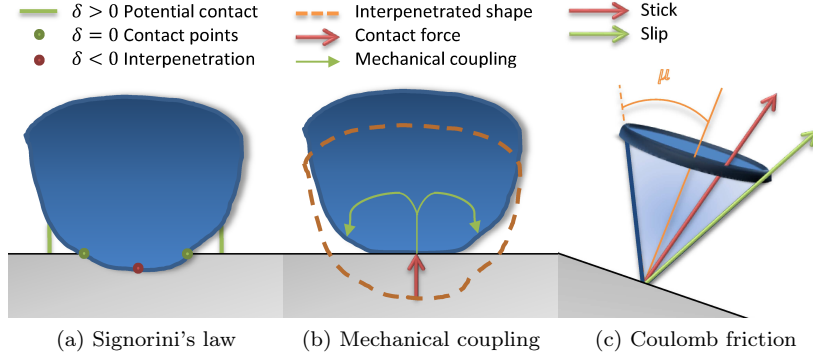 δ > 0 Potential contact
δ = 0 Contact points
δ < 0 Interpenetration
Interpenetrated shape
Contact force
Mechanical coupling
Stick
Slip
μ
(a) Signorini's law
(b) Mechanical coupling
(c) Coulomb friction